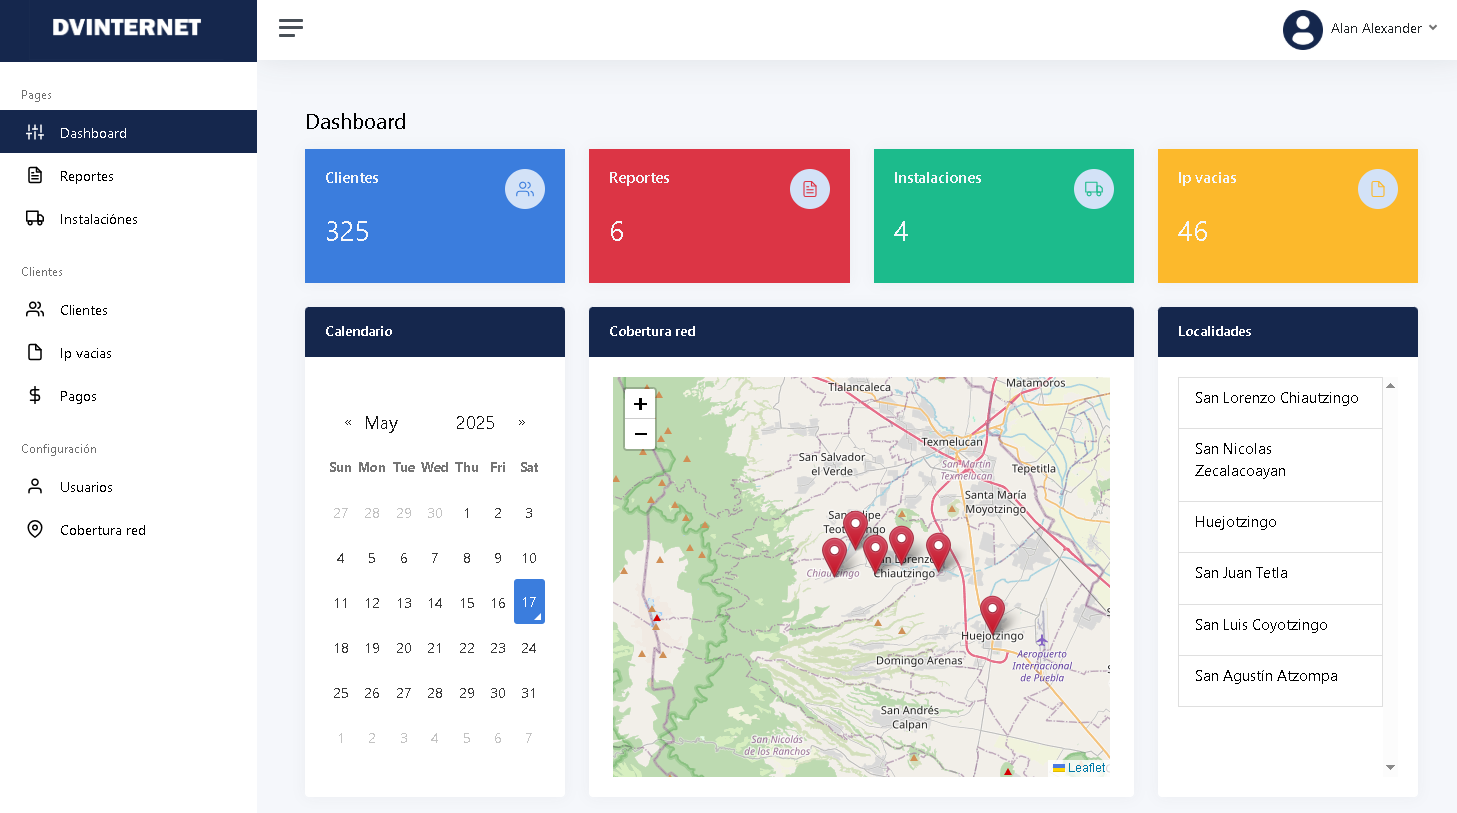 DVINTERNET
Alan Alexander
Pages
Dashboard
Reportes
Instalaciónes
Clientes
Clientes
Ip vacias
Pagos
Configuración
Usuarios
Cobertura red
Dashboard
Clientes
325
Reportes
6
Instalaciones
4
Ip vacias
46
Calendario
« May 2025 »
Sun Mon Tue Wed Thu Fri Sat
27 28 29 30 1 2 3
4 5 6 7 8 9 10
11 12 13 14 15 16 17
18 19 20 21 22 23 24
25 26 27 28 29 30 31
1 2 3 4 5 6 7
Cobertura red
+
−
Tlalancaleca
Matamoros
Texmelucan
San Salvador
el Verde
San Martín
Texmelucan
Tepetitla
Santa María
Moyotzingo
Chiautzingo
Chiautzingo
Huejotzingo
Aeropuerto
Internacional
de Puebla
Domingo Arenas
San Andrés
Calpan
San Nicolás
de los Ranchos
Leaflet
Localidades
San Lorenzo Chiautzingo
San Nicolas
Zecalacoayan
Huejotzingo
San Juan Tetla
San Luis Coyotzingo
San Agustín Atzompa